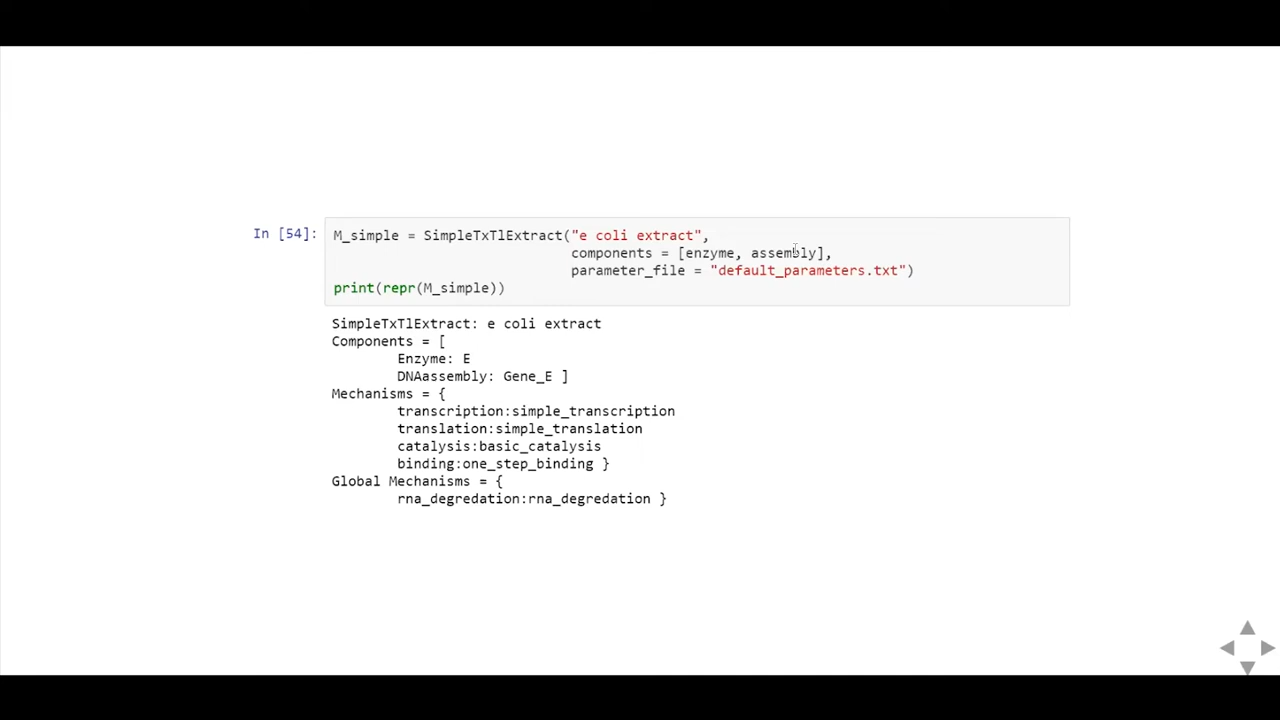 In [54]:
M_simple = SimpleTxTlExtract("e coli extract",
components = [enzyme, assembly],
parameter_file = "default_parameters.txt")
print(repr(M_simple))
SimpleTxTlExtract: e coli extract
Components = [
Enzyme: E
DNAassembly: Gene_E ]
Mechanisms = {
transcription:simple_transcription
translation:simple_translation
catalysis:basic_catalysis
binding:one_step_binding }
Global Mechanisms = {
rna_degredation:rna_degredation }